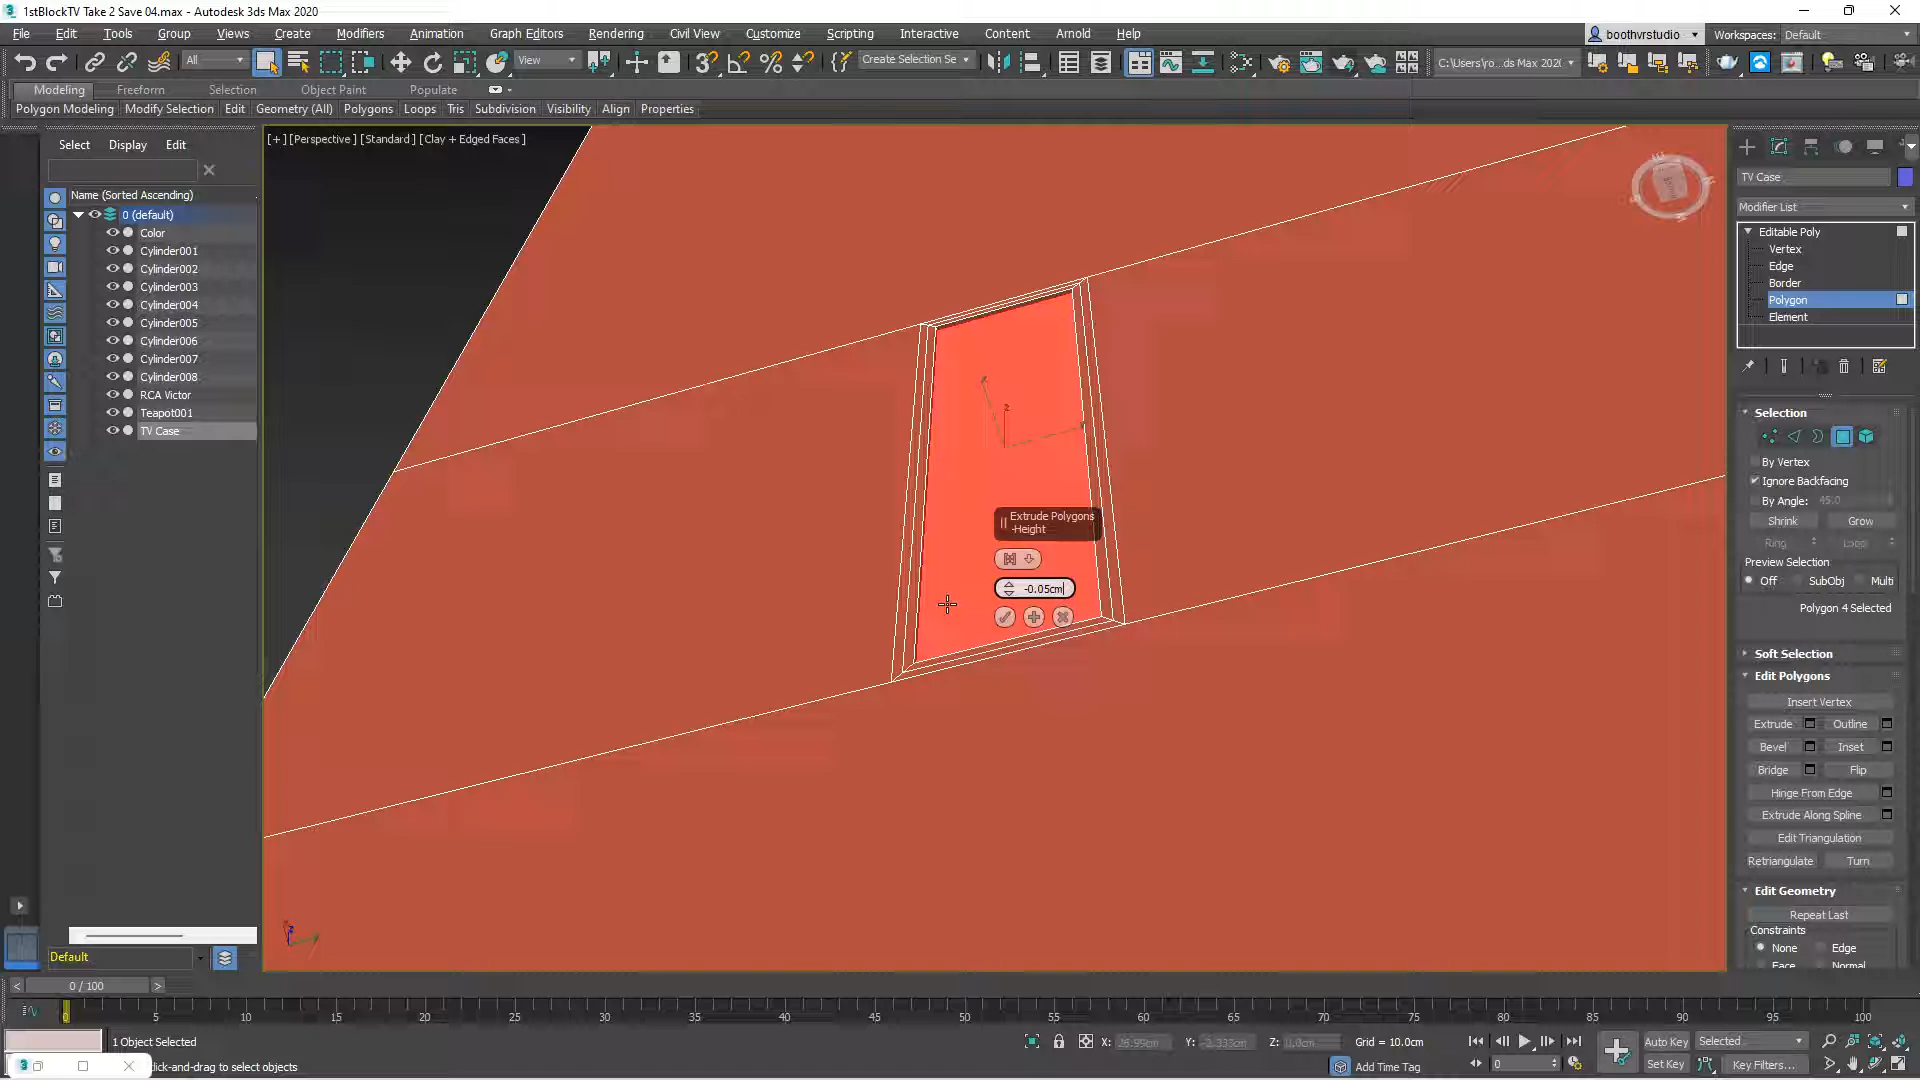 1stBlockTV Take 2 Save 04.max - Autodesk 3ds Max 2020
File Edit Tools Group Views Create Modifiers Animation Graph Editors Rendering Civil View Customize Scripting Interactive Content Arnold Help
boothvrstudio Workspaces: Default
All View Create Selection Se C:\Users\ro...ds Max 2020
Modeling Freeform Selection Object Paint Populate
Polygon Modeling Modify Selection Edit Geometry (All) Polygons Loops Tris Subdivision Visibility Align Properties
Select Display Edit
Name (Sorted Ascending)
0 (default)
Color
Cylinder001
Cylinder002
Cylinder003
Cylinder004
Cylinder005
Cylinder006
Cylinder007
Cylinder008
RCA Victor
Teapot001
TV Case
Default
[+] [Perspective] [Standard] [Clay + Edged Faces]
Extrude Polygons
-Height
-0.05cm
TV Case
Modifier List
Editable Poly
Vertex
Edge
Border
Polygon
Element
Selection
By Vertex
Ignore Backfacing
By Angle: 45.0
Shrink Grow
Ring Loop
Preview Selection
Off SubObj Multi
Polygon 4 Selected
Soft Selection
Edit Polygons
Insert Vertex
Extrude Outline
Bevel Inset
Bridge Flip
Hinge From Edge
Extrude Along Spline
Edit Triangulation
Retriangulate Turn
Edit Geometry
Repeat Last
Constraints
None Edge
Face Normal
0 / 100
0 5 10 15 20 25 30 35 40 45 50 55 60 65 70 75 80 85 90 95 100
1 Object Selected
X: Y: Z: 0.0cm Grid = 10.0cm
Auto Key Selected
click-and-drag to select objects
Add Time Tag
0
Set Key Key Filters...